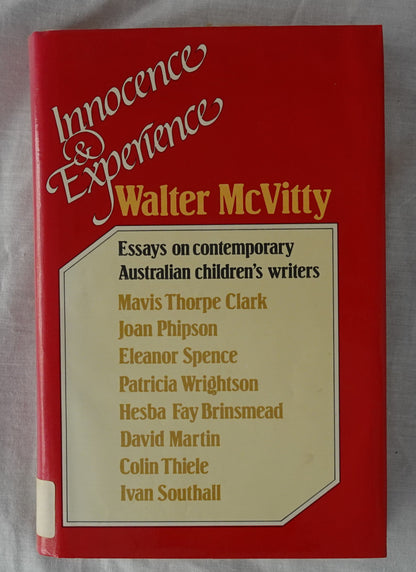 Innocence
&
Experience
Walter McVitty
Essays on contemporary
Australian children's writers
Mavis Thorpe Clark
Joan Phipson
Eleanor Spence
Patricia Wrightson
Hesba Fay Brinsmead
David Martin
Colin Thiele
Ivan Southall